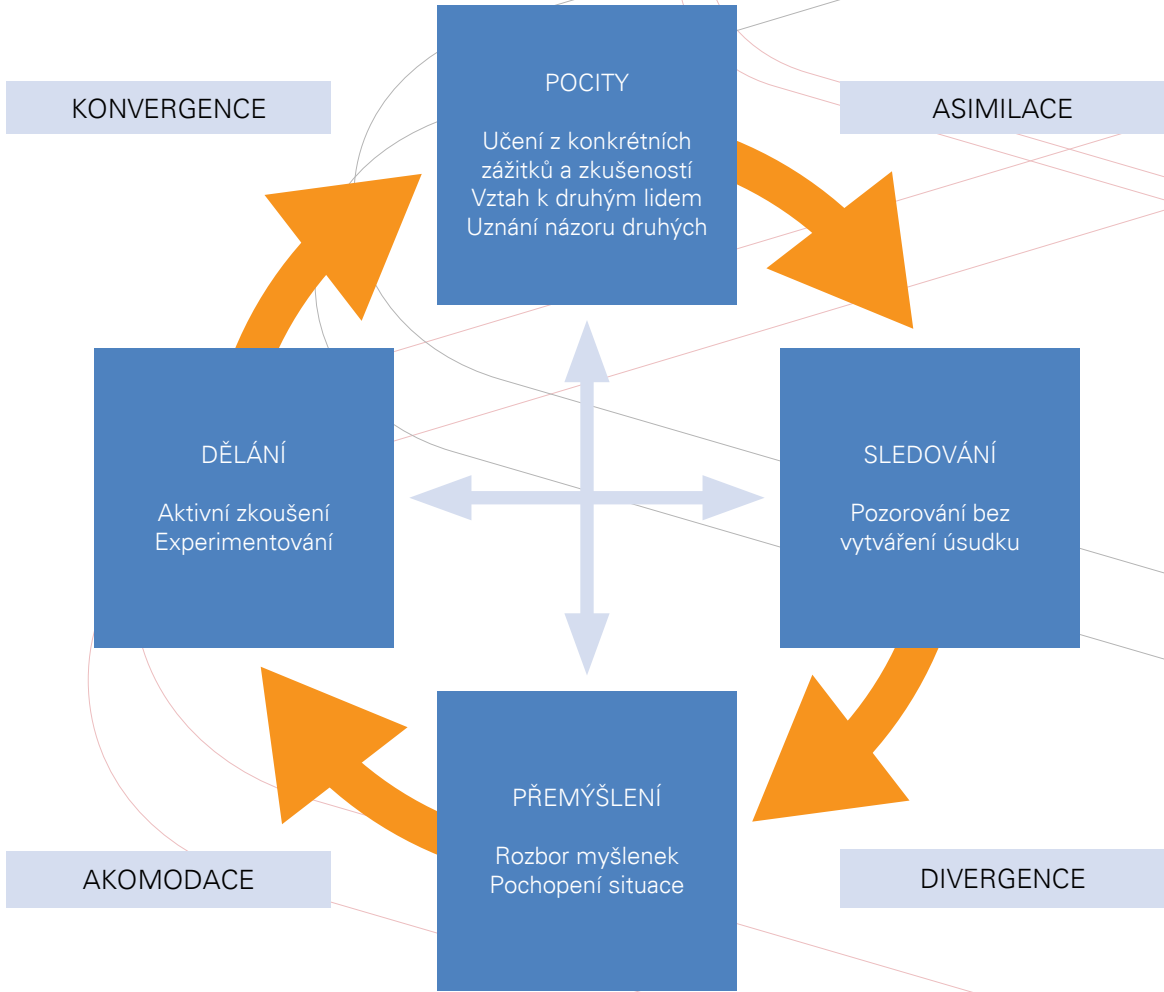 KONVERGENCE
POCITY
Učení z konkrétních
zážitků a zkušeností
Vztah k druhým lidem
Uznání názoru druhých
ASIMILACE
DĚLÁNÍ
Aktivní zkoušení
Experimentování
SLEDOVÁNÍ
Pozorování bez
vytváření úsudku
AKOMODACE
PŘEMÝŠLENÍ
Rozbor myšlenek
Pochopení situace
DIVERGENCE